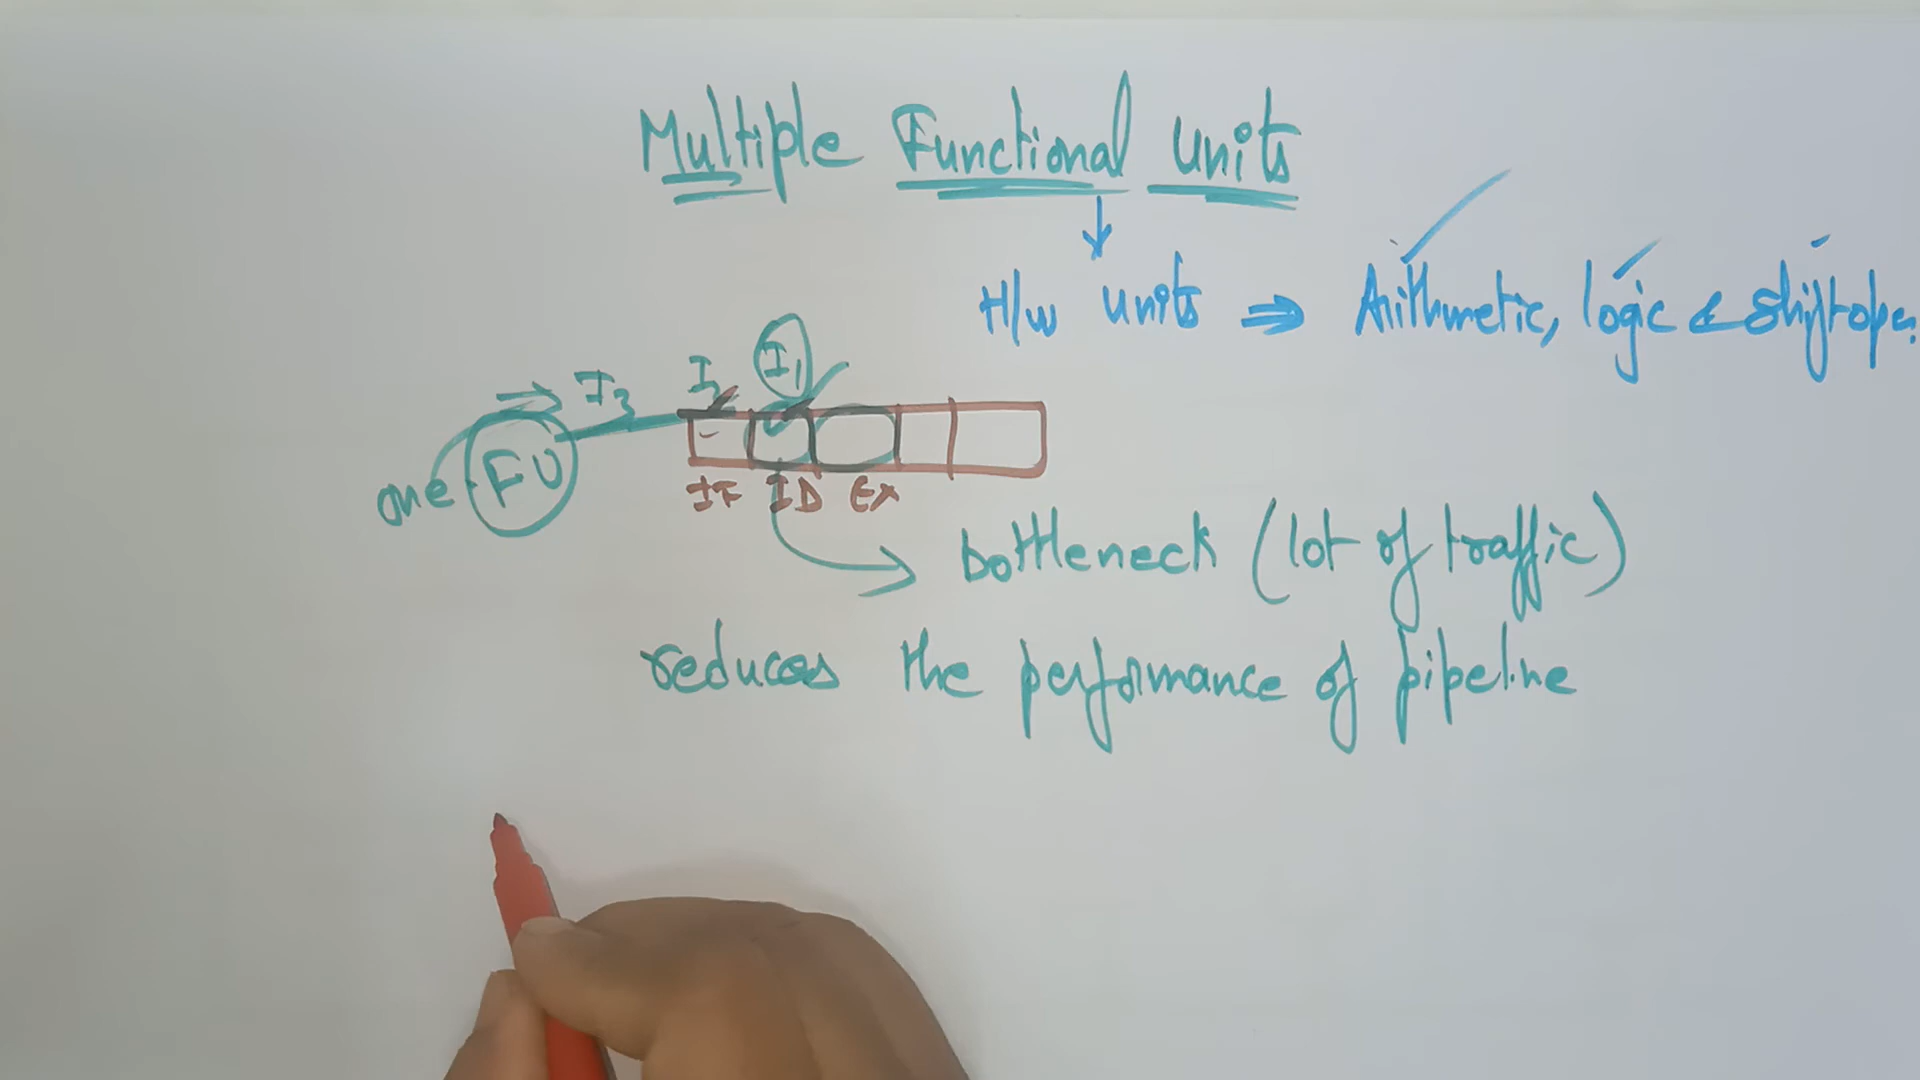 Multiple Functional Units
H/w Units ⇒ Arithmetic, logic & shift oper.
I3 I2 I1
one FU
IF ID EX
bottleneck (lot of traffic)
reduces the performance of pipeline